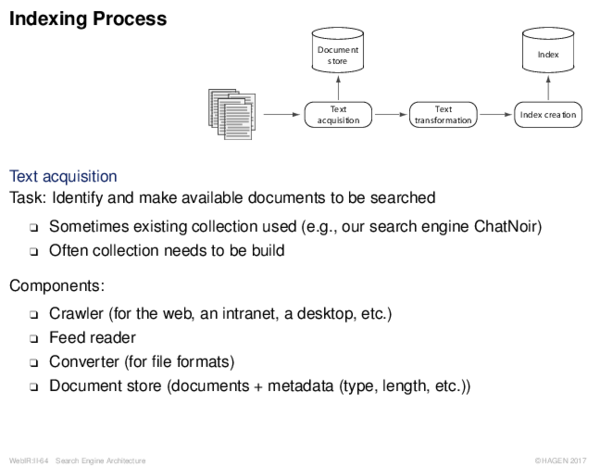 Indexing Process
Document
store
Index
Text
acquisition
Text
transformation
Index creation
Text acquisition
Task: Identify and make available documents to be searched
❑ Sometimes existing collection used (e.g., our search engine ChatNoir)
❑ Often collection needs to be build
Components:
❑ Crawler (for the web, an intranet, a desktop, etc.)
❑ Feed reader
❑ Converter (for file formats)
❑ Document store (documents + metadata (type, length, etc.))
WebIR:II-64 Search Engine Architecture
© HAGEN 2017